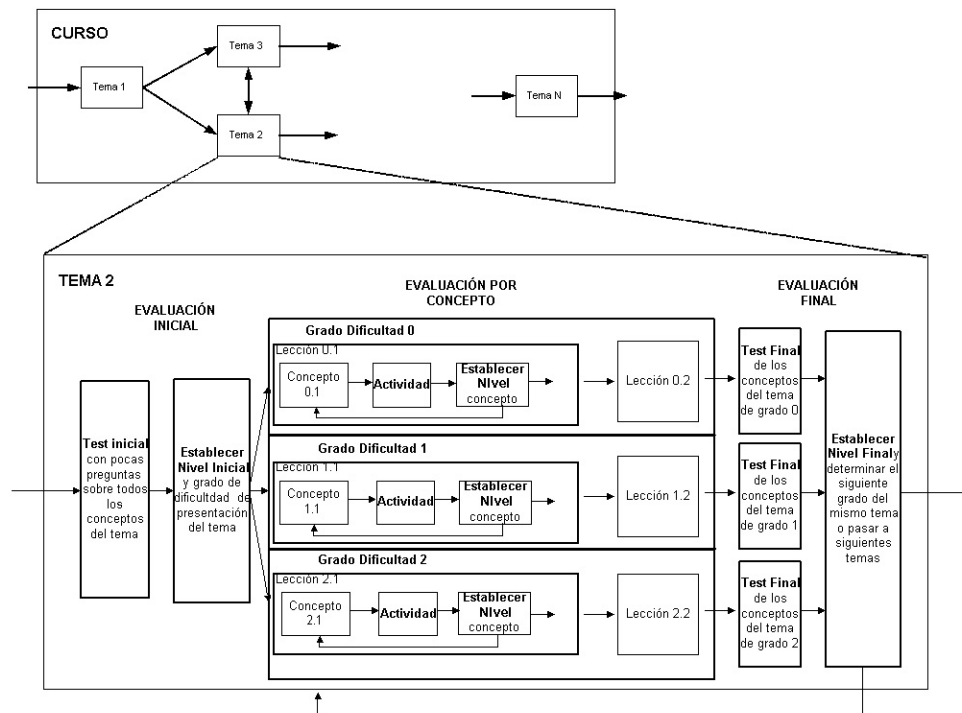 CURSO
Tema 3
Tema 1
Tema N
Tema 2
TEMA 2
EVALUACIÓN
INICIAL
EVALUACIÓN POR
CONCEPTO
EVALUACIÓN
FINAL
Test inicial
con pocas
preguntas
sobre todos
los
conceptos
del tema
Establecer
Nivel Inicial
y grado de
dificultdad de
presentación
del tema
Grado Dificultad 0
Lección 0.1
Concepto
0.1
Actividad
Establecer
NIvel
concepto
Lección 0.2
Grado Dificultad 1
Lección 1.1
Concepto
1.1
Actividad
Establecer
NIvel
concepto
Lección 1.2
Grado Dificultad 2
Lección 2.1
Concepto
2.1
Actividad
Establecer
NIvel
concepto
Lección 2.2
Test Final
de los
conceptos
del tema
de grado 0
Test Final
de los
conceptos
del tema
de grado 1
Test Final
de los
conceptos
del tema
de grado 2
Establecer
Nivel Final y
determinar el
siguiente
grado del
mismo tema
o pasar a
siguientes
temas